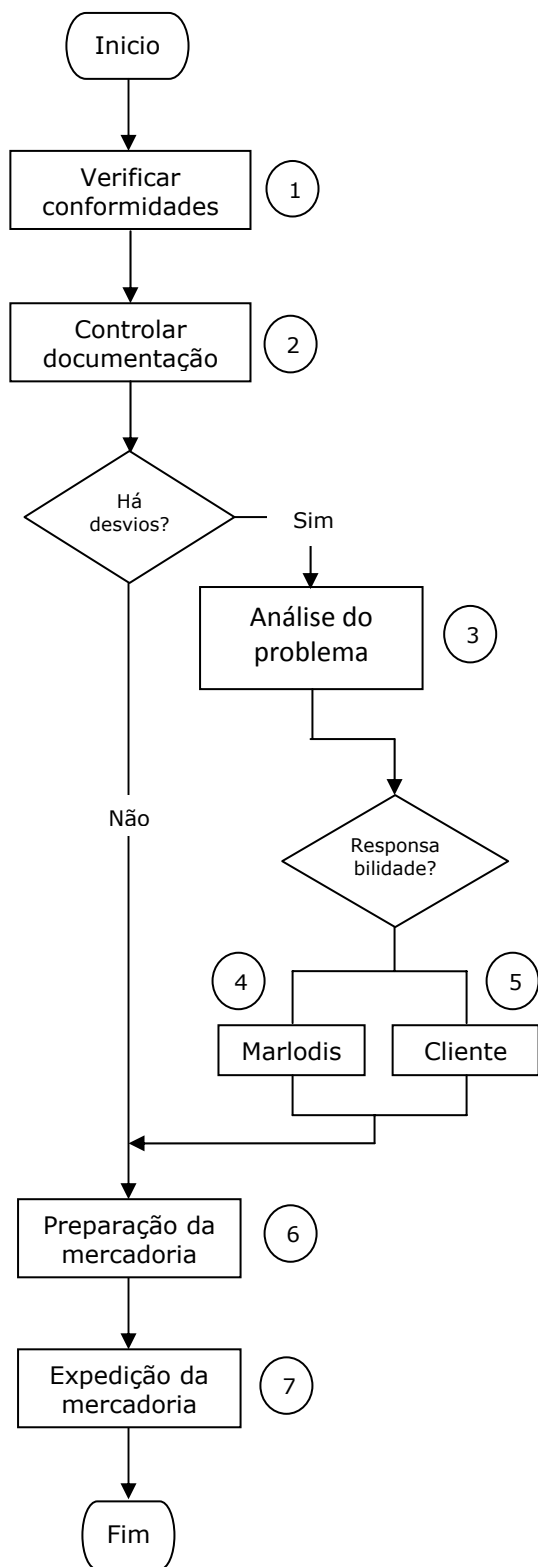 Inicio
Verificar
conformidades
1
Controlar
documentação
2
Há
desvios?
Sim
Análise do
problema
3
Não
Responsa
bilidade?
4
5
Marlodis
Cliente
Preparação da
mercadoria
6
Expedição da
mercadoria
7
Fim